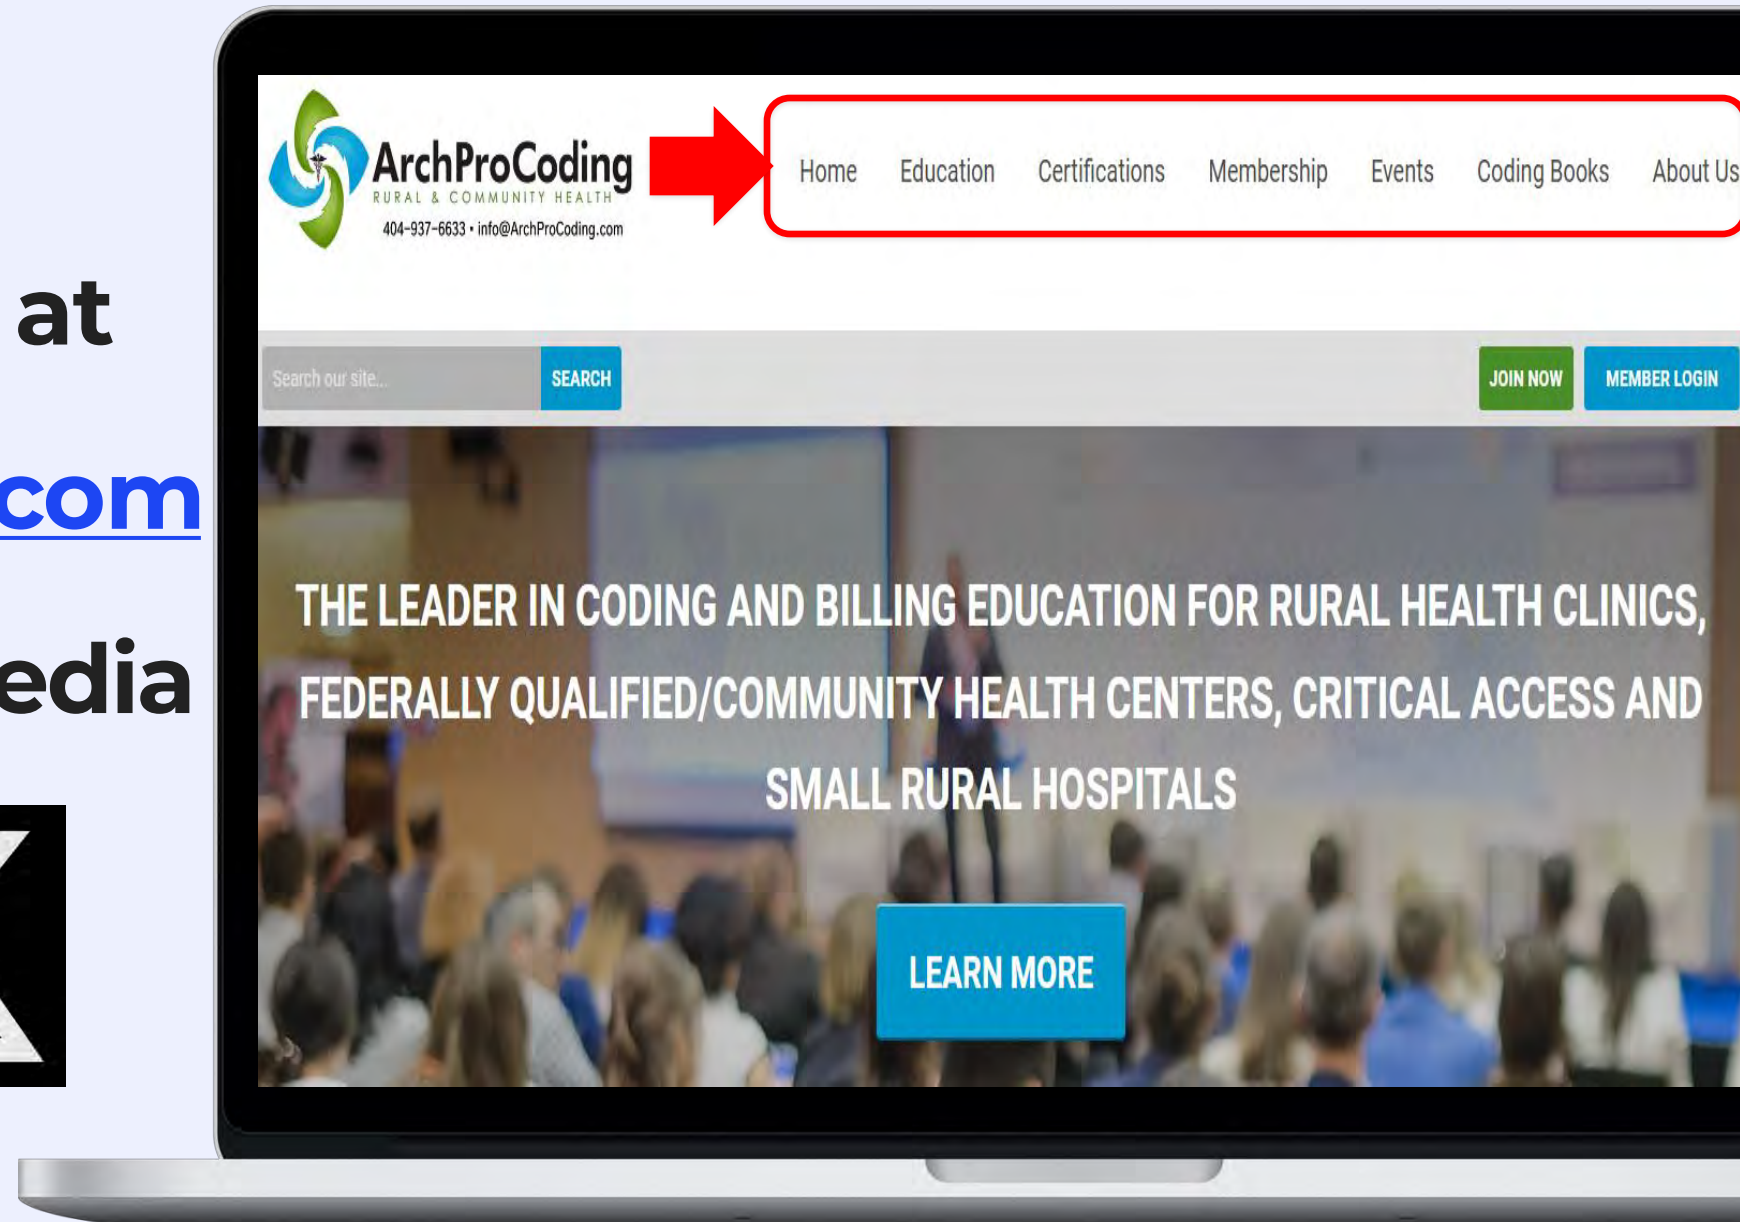 at
com
edia
ArchProCoding
RURAL & COMMUNITY HEALTH
404-937-6633 • info@ArchProCoding.com
Home Education Certifications Membership Events Coding Books About Us
Search our site... SEARCH JOIN NOW MEMBER LOGIN
THE LEADER IN CODING AND BILLING EDUCATION FOR RURAL HEALTH CLINICS,
FEDERALLY QUALIFIED/COMMUNITY HEALTH CENTERS, CRITICAL ACCESS AND
SMALL RURAL HOSPITALS
LEARN MORE